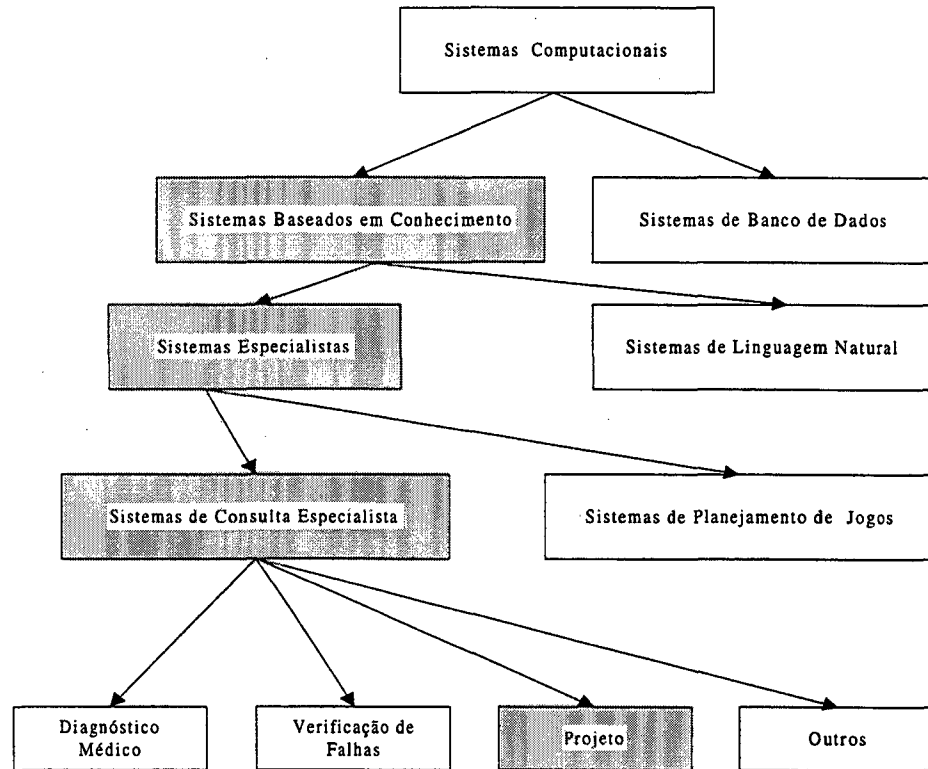 Sistemas Computacionais
Sistemas Baseados em Conhecimento
Sistemas de Banco de Dados
Sistemas Especialistas
Sistemas de Linguagem Natural
Sistemas de Consulta Especialista
Sistemas de Planejamento de Jogos
Diagnóstico
Médico
Verificação de
Falhas
Projeto
Outros